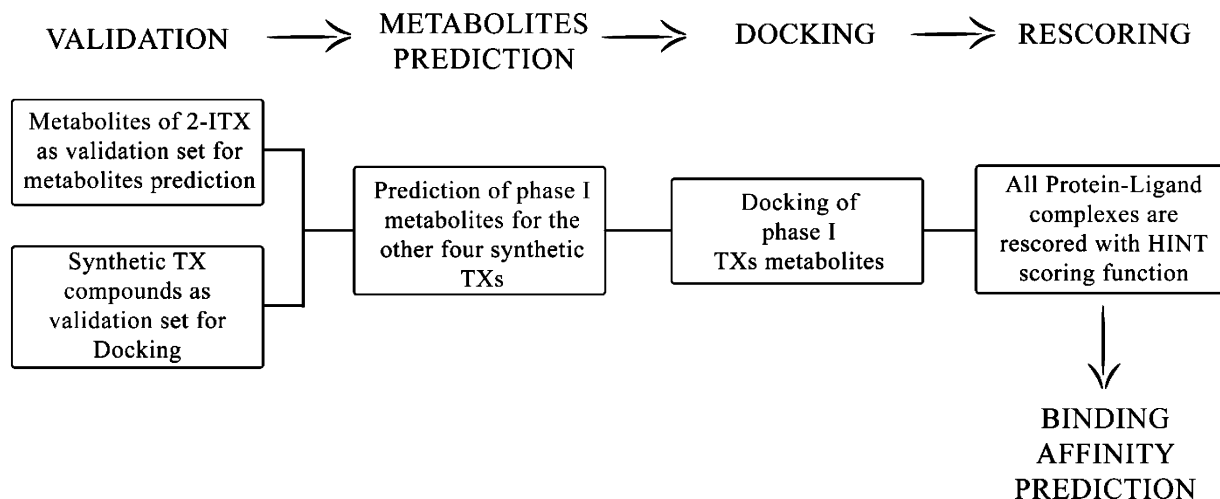 VALIDATION
METABOLITES
PREDICTION
DOCKING
RESCORING
Metabolites of 2-ITX
as validation set for
metabolites prediction
Synthetic TX
compounds as
validation set for
Docking
Prediction of phase I
metabolites for the
other four synthetic
TXs
Docking of
phase I
TXs metabolites
All Protein-Ligand
complexes are
rescored with HINT
scoring function
BINDING
AFFINITY
PREDICTION